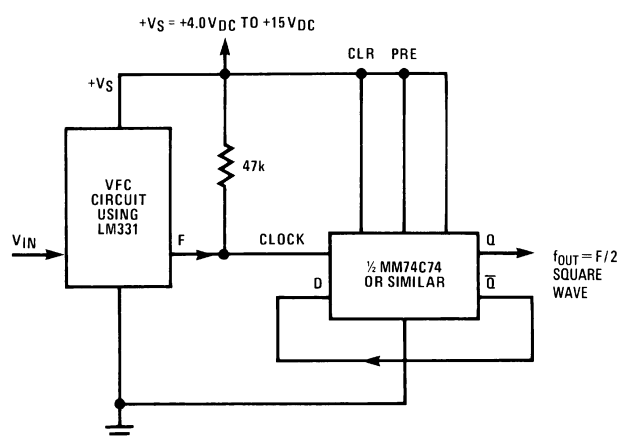 +VS = +4.0VDC TO +15VDC
CLR PRE
+VS
47k
VFC
CIRCUIT
USING
LM331
VIN
F
CLOCK
Q
½ MM74C74
OR SIMILAR
D
Q̅
fOUT = F/2
SQUARE
WAVE